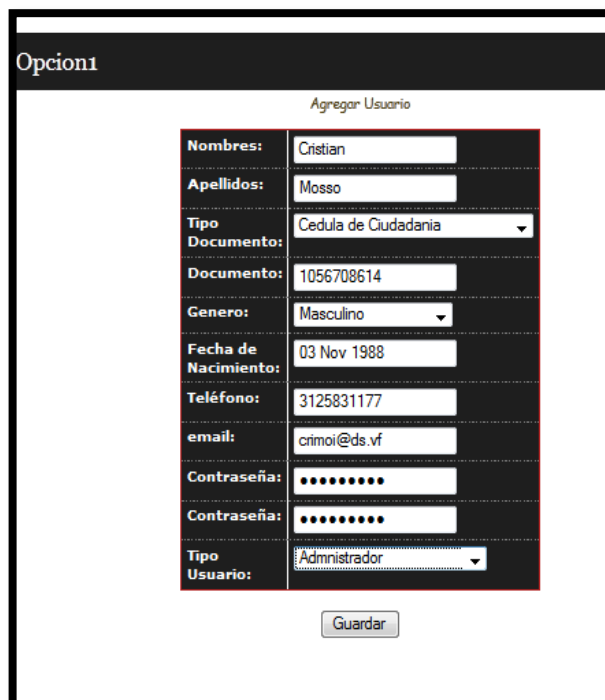 Opcion1
Agregar Usuario
Nombres: Cristian
Apellidos: Mosso
Tipo
Documento: Cedula de Ciudadania
Documento: 1056708614
Genero: Masculino
Fecha de
Nacimiento: 03 Nov 1988
Teléfono: 3125831177
email: crimoi@ds.vf
Contraseña: •••••••••
Contraseña: •••••••••
Tipo
Usuario: Admnistrador
Guardar